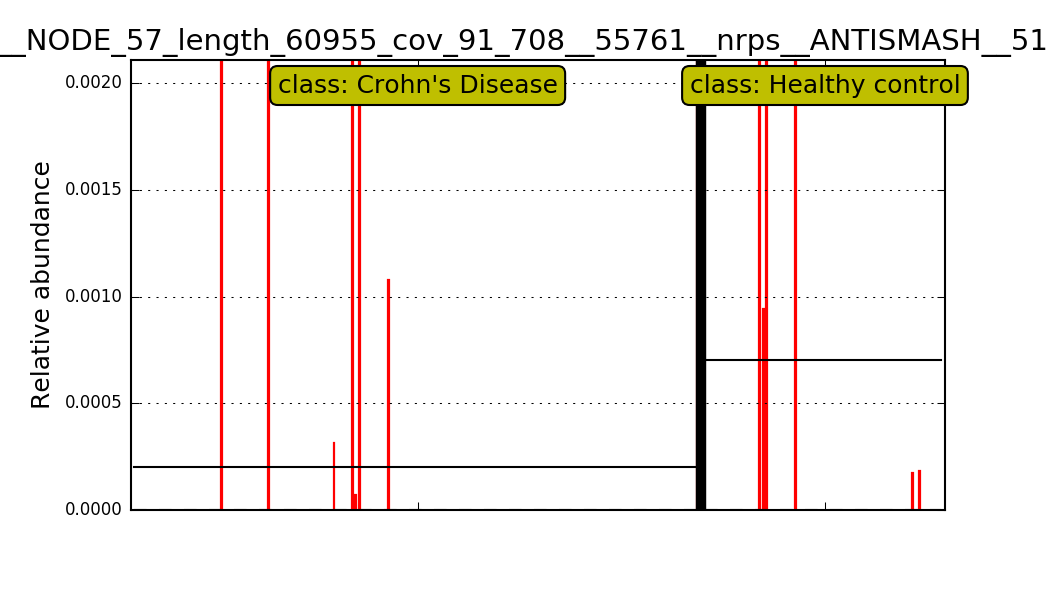 __NODE_57_length_60955_cov_91_708__55761__nrps__ANTISMASH__51
class: Crohn's Disease
class: Healthy control
Relative abundance
0.0020
0.0015
0.0010
0.0005
0.0000